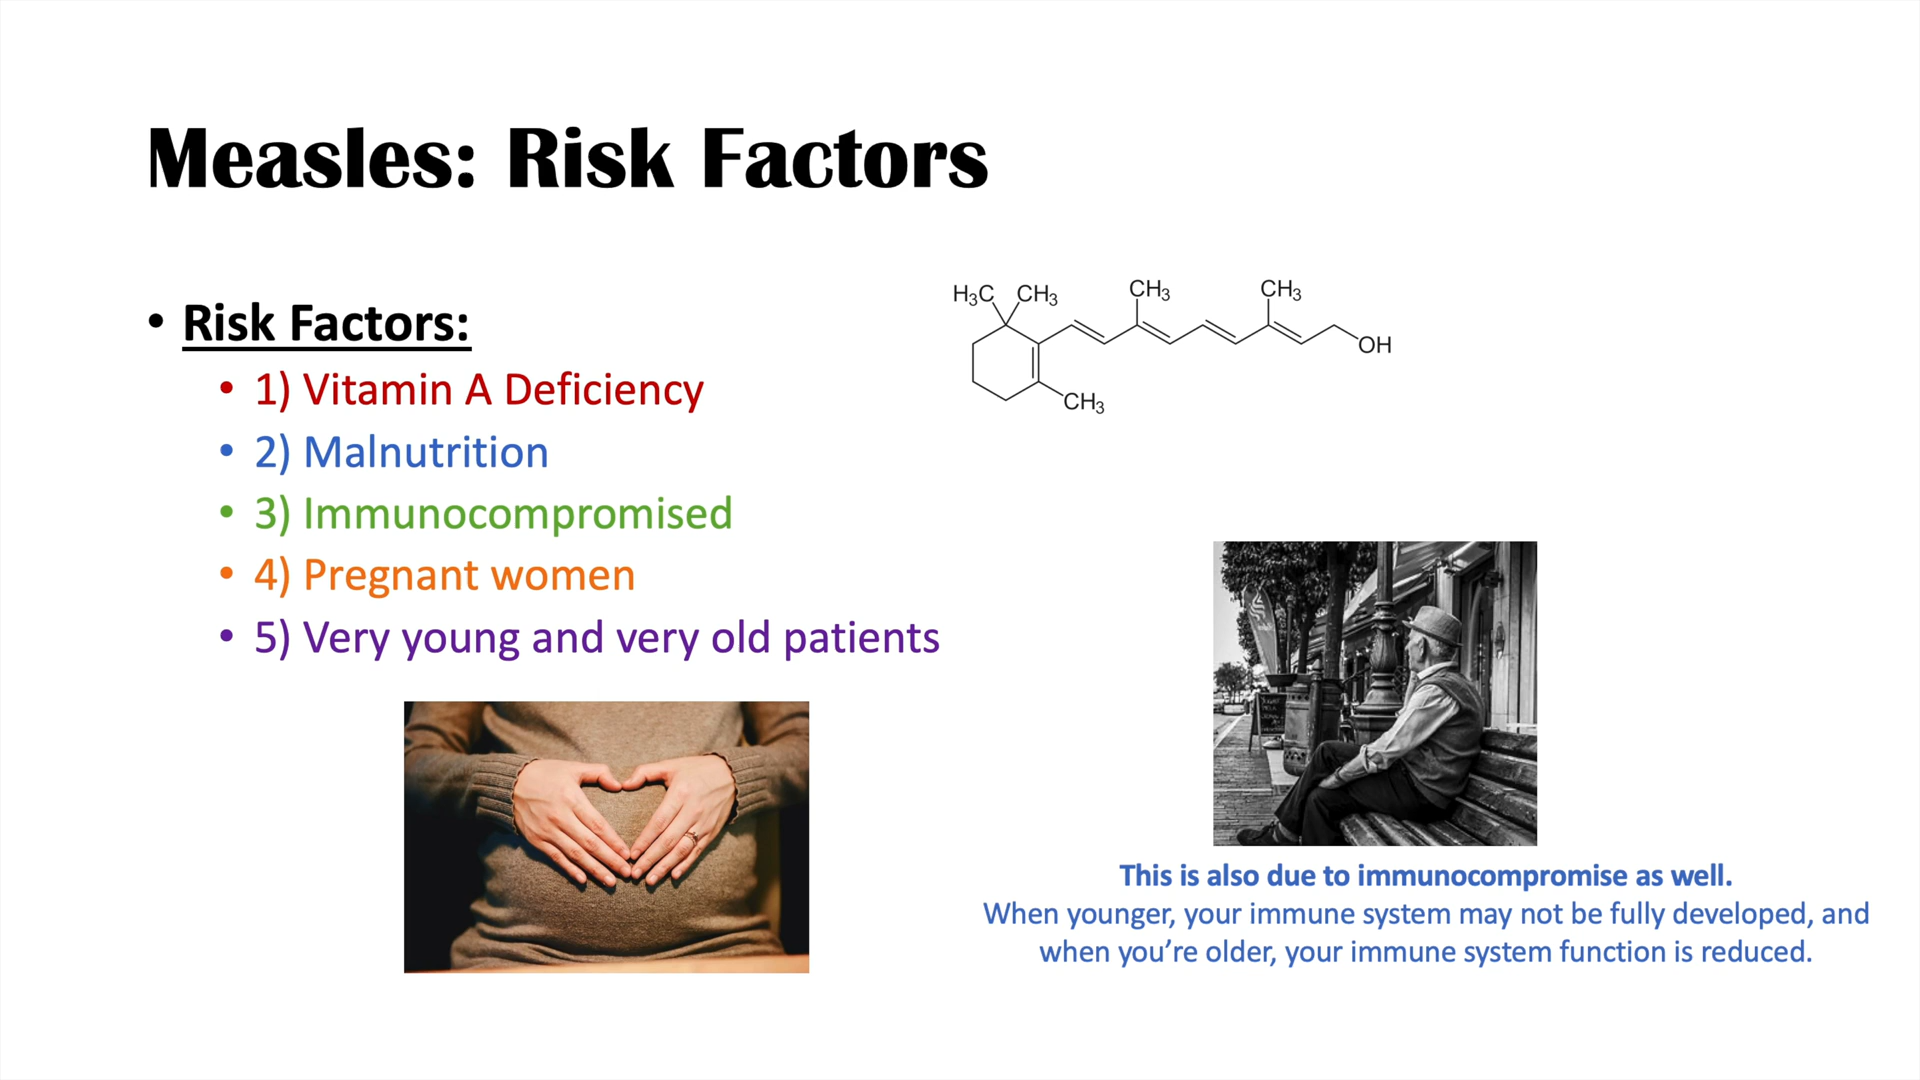 Measles: Risk Factors
• Risk Factors:
• 1) Vitamin A Deficiency
• 2) Malnutrition
• 3) Immunocompromised
• 4) Pregnant women
• 5) Very young and very old patients
H₃C CH₃ CH₃ CH₃
OH
CH₃
This is also due to immunocompromise as well.
When younger, your immune system may not be fully developed, and
when you’re older, your immune system function is reduced.